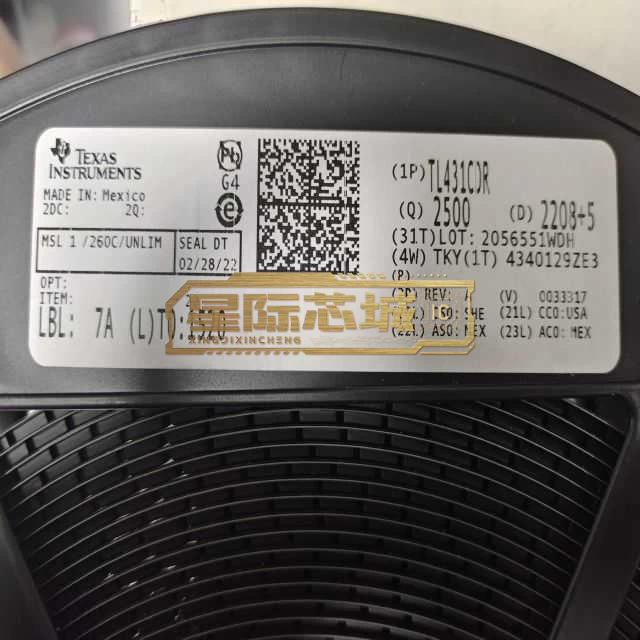 TEXAS
INSTRUMENTS
G4
MADE IN: Mexico
2DC: 2Q:
MSL 1 /260C/UNLIM
SEAL DT
02/28/22
OPT:
ITEM:
LBL: 7A (L)T
(1P) TL431CDR
(Q) 2500 (D) 2208+5
(31T)LOT: 2056551WDH
(4W) TKY(1T) 4340129ZE3
(P)
REV: (V) 0033317
(21L) CCO:USA
ASO: MEX (23L) ACO: MEX
星际芯城
XINGJIXINCHENG